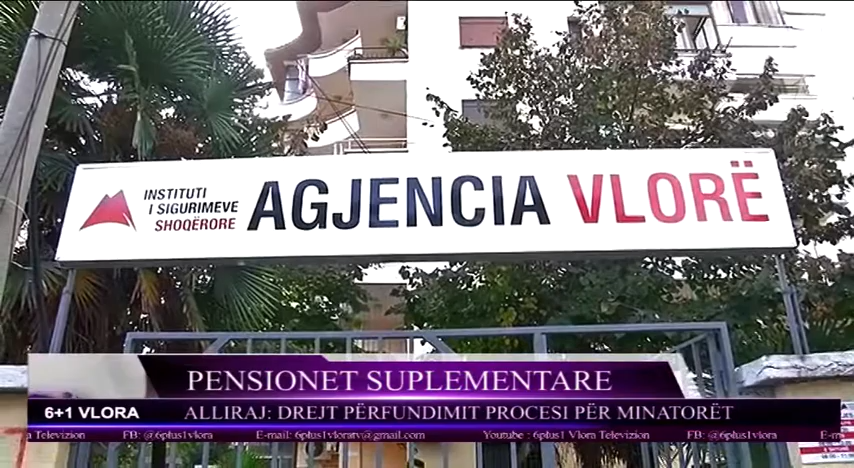 INSTITUTI
I SIGURIMEVE
SHOQËRORE
AGJENCIA VLORË
PENSIONET SUPLEMENTARE
6+1 VLORA
ALLIRAJ: DREJT PËRFUNDIMIT PROCESI PËR MINATORËT
a Televizion FB: @6plus1vlora E-mail: 6plus1vloratv@gmail.com Youtube : 6plus1 Vlora Televizion FB: @6plus1vlora